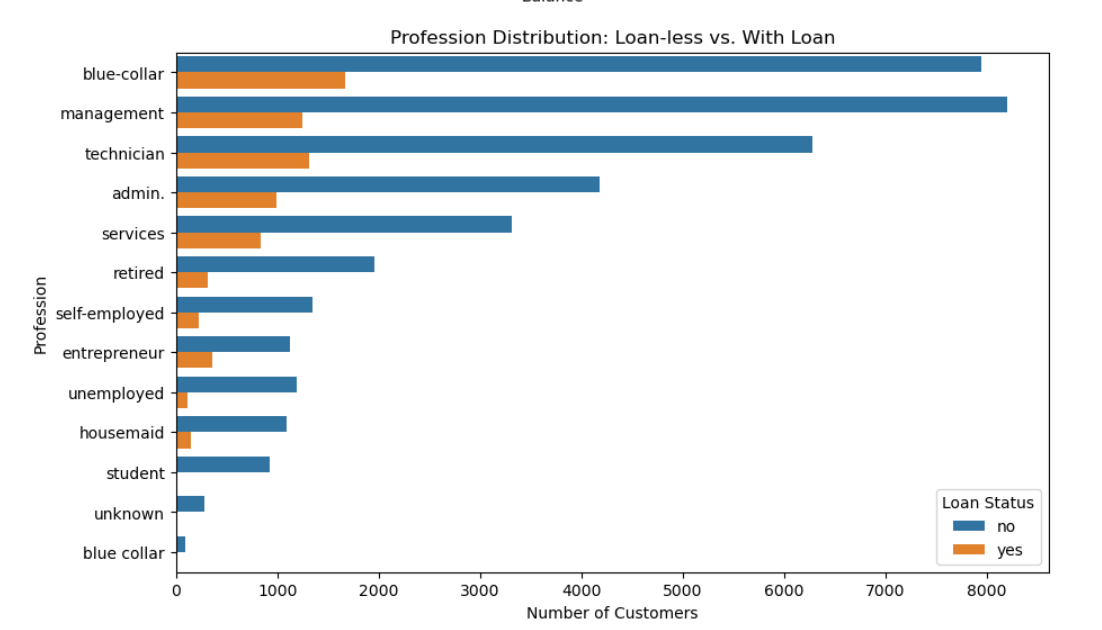 Balance
Profession Distribution: Loan-less vs. With Loan
blue-collar
management
technician
admin.
services
retired
self-employed
entrepreneur
unemployed
housemaid
student
unknown
blue collar
Profession
Loan Status
no
yes
0 1000 2000 3000 4000 5000 6000 7000 8000
Number of Customers